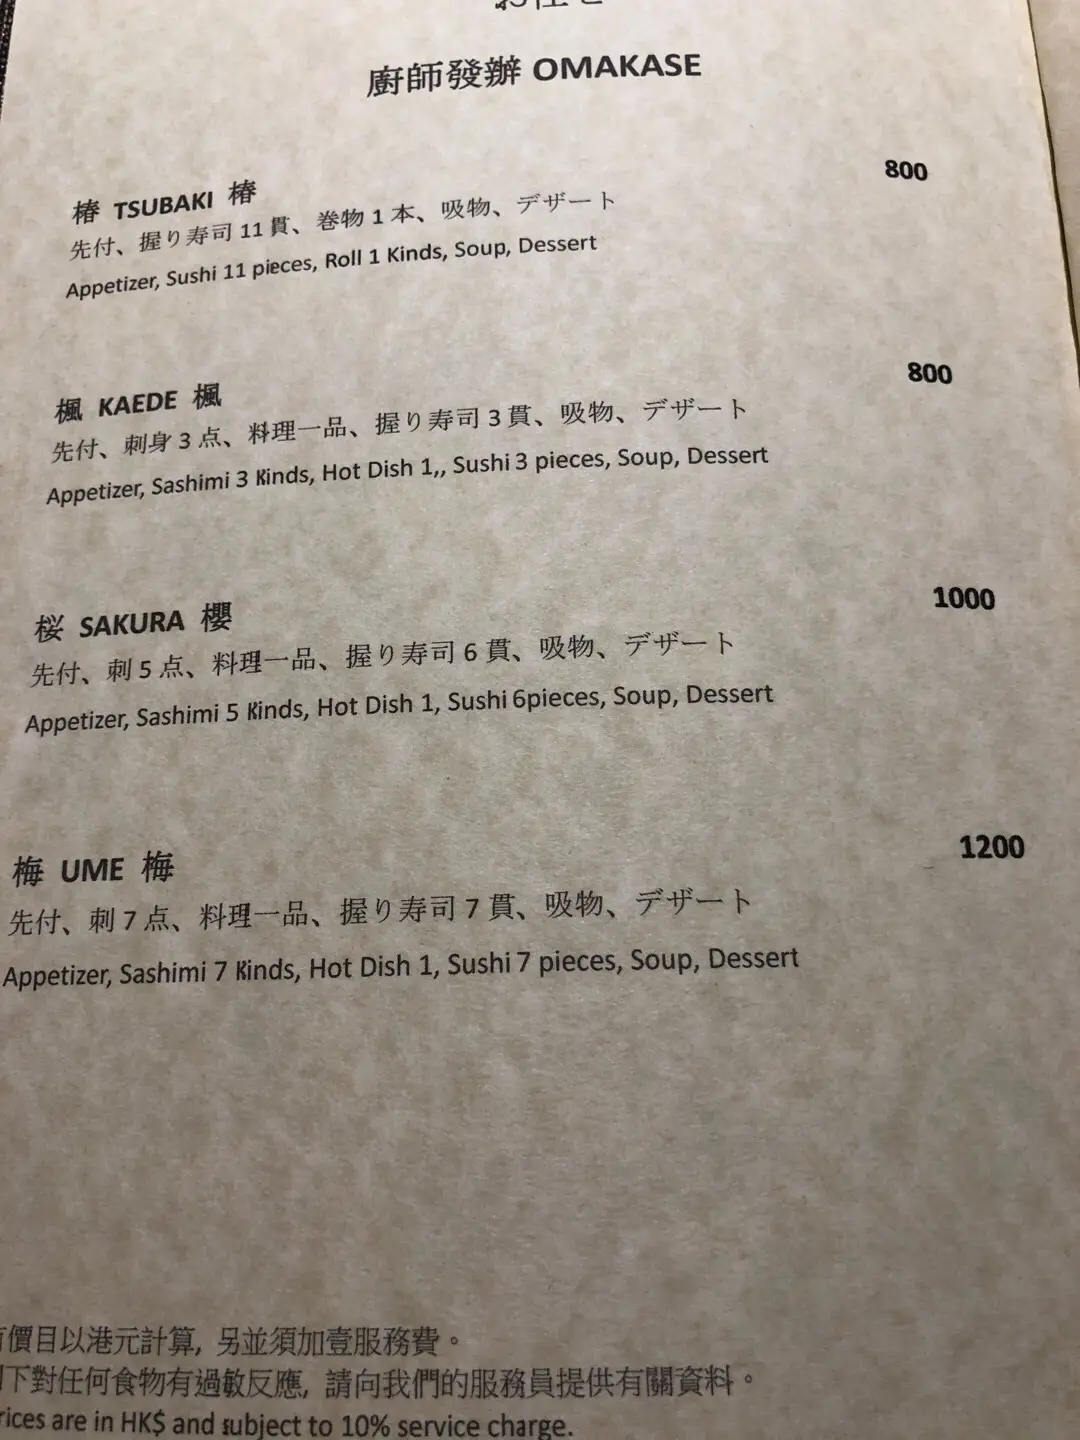 お任せ
廚師發辦 OMAKASE
椿 TSUBAKI 椿 800
先付、握り寿司 11 貫、巻物 1 本、吸物、デザート
Appetizer, Sushi 11 pieces, Roll 1 Kinds, Soup, Dessert
楓 KAEDE 楓 800
先付、刺身 3 点、料理一品、握り寿司 3 貫、吸物、デザート
Appetizer, Sashimi 3 Kinds, Hot Dish 1,, Sushi 3 pieces, Soup, Dessert
桜 SAKURA 櫻 1000
先付、刺 5 点、料理一品、握り寿司 6 貫、吸物、デザート
Appetizer, Sashimi 5 Kinds, Hot Dish 1, Sushi 6pieces, Soup, Dessert
梅 UME 梅 1200
先付、刺 7 点、料理一品、握り寿司 7 貫、吸物、デザート
Appetizer, Sashimi 7 Kinds, Hot Dish 1, Sushi 7 pieces, Soup, Dessert
價目以港元計算, 另並須加壹服務費。
下對任何食物有過敏反應, 請向我們的服務員提供有關資料。
rices are in HK$ and subject to 10% service charge.